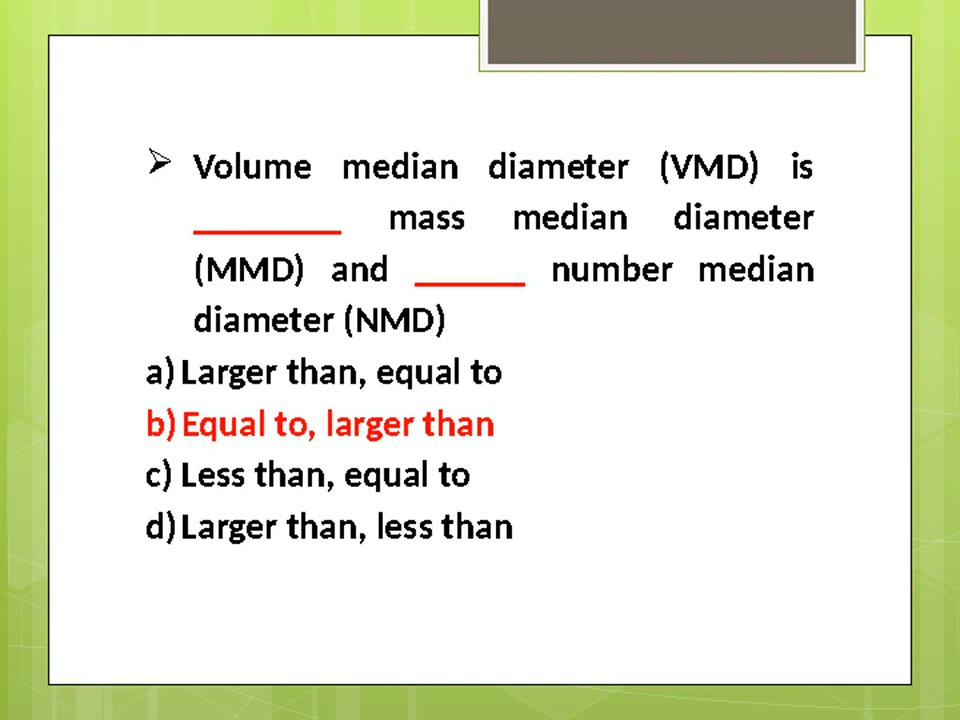 ➢ Volume median diameter (VMD) is
________ mass median diameter
(MMD) and ______ number median
diameter (NMD)
a) Larger than, equal to
b) Equal to, larger than
c) Less than, equal to
d) Larger than, less than